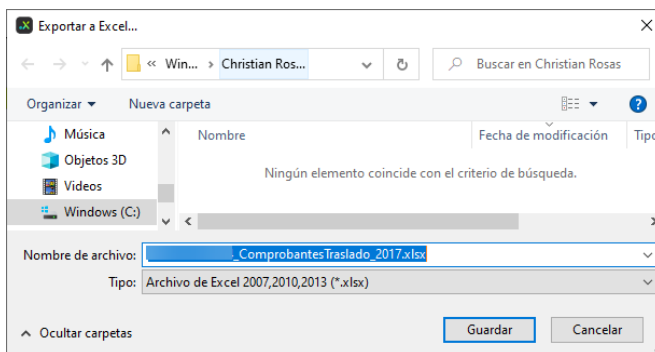 Exportar a Excel...
« Win... › Christian Ros...
Buscar en Christian Rosas
Organizar
Nueva carpeta
Música
Objetos 3D
Videos
Windows (C:)
Nombre
Fecha de modificación
Tipo
Ningún elemento coincide con el criterio de búsqueda.
Nombre de archivo: _ComprobantesTraslado_2017.xlsx
Tipo: Archivo de Excel 2007,2010,2013 (*.xlsx)
Ocultar carpetas
Guardar
Cancelar